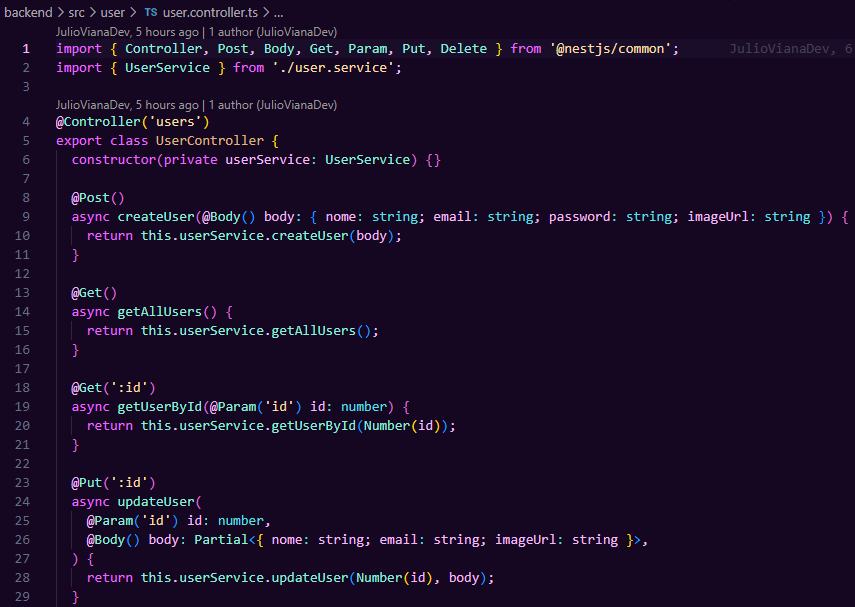 backend > src > user > TS user.controller.ts > ...
JulioVianaDev, 5 hours ago | 1 author (JulioVianaDev)
1 import { Controller, Post, Body, Get, Param, Put, Delete } from '@nestjs/common'; JulioVianaDev, 6
2 import { UserService } from './user.service';
3
JulioVianaDev, 5 hours ago | 1 author (JulioVianaDev)
4 @Controller('users')
5 export class UserController {
6   constructor(private userService: UserService) {}
7
8   @Post()
9   async createUser(@Body() body: { nome: string; email: string; password: string; imageUrl: string }) {
10     return this.userService.createUser(body);
11   }
12
13   @Get()
14   async getAllUsers() {
15     return this.userService.getAllUsers();
16   }
17
18   @Get(':id')
19   async getUserById(@Param('id') id: number) {
20     return this.userService.getUserById(Number(id));
21   }
22
23   @Put(':id')
24   async updateUser(
25     @Param('id') id: number,
26     @Body() body: Partial<{ nome: string; email: string; imageUrl: string }>,
27   ) {
28     return this.userService.updateUser(Number(id), body);
29   }